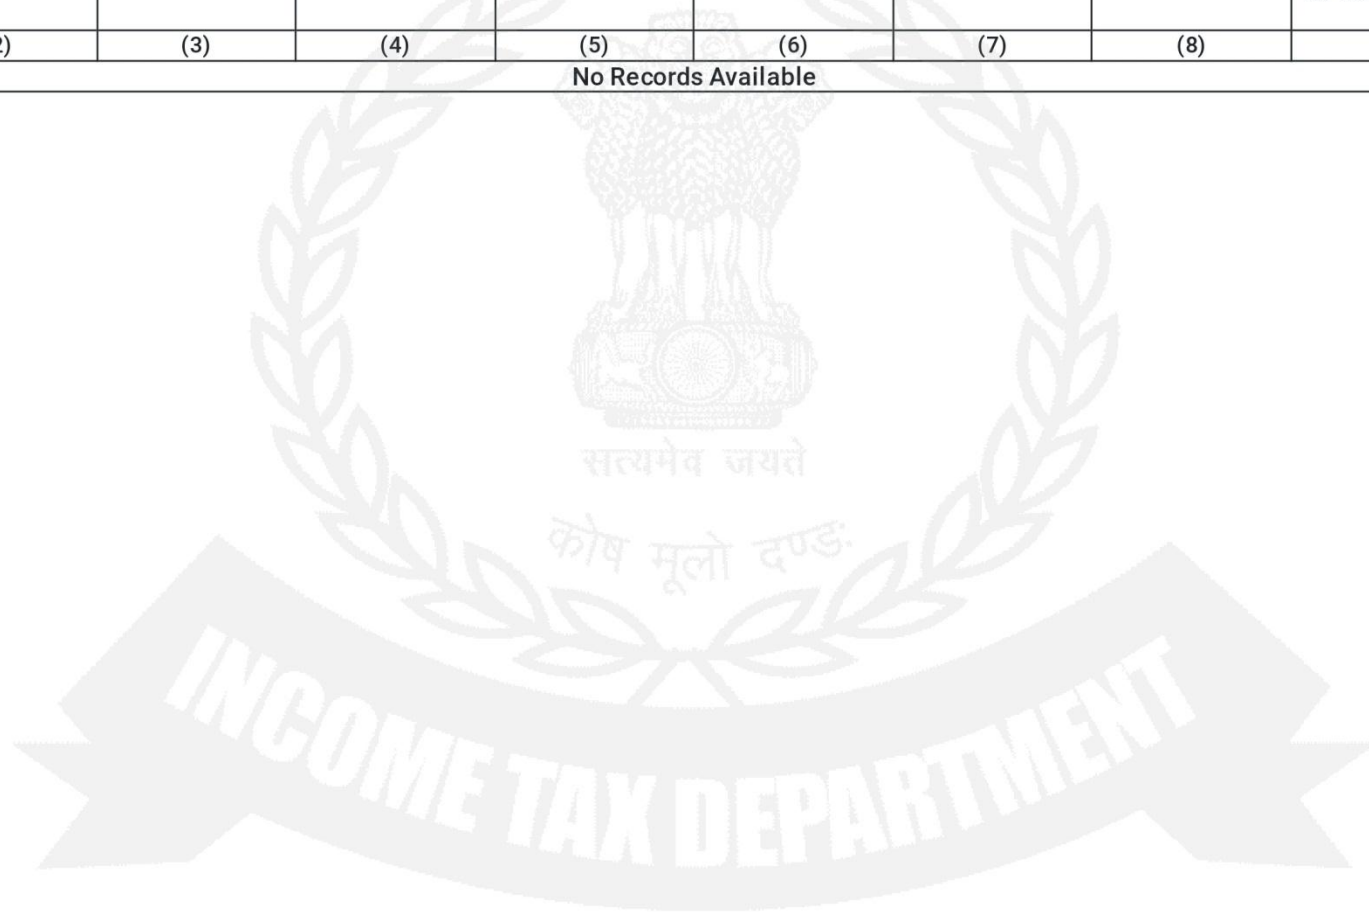 (3) (4) (5) (6) (7) (8)
No Records Available
सत्यमेव जयते
कोष मूलो दण्डः
INCOME TAX DEPARTMENT